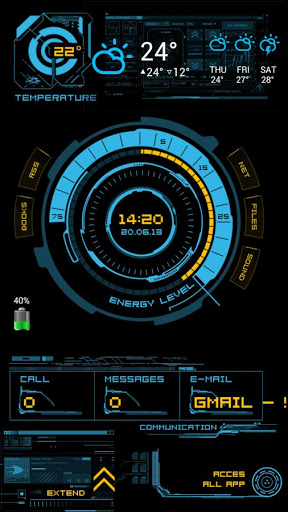 22°
TEMPERATURE
24°
▲24° ▽12°
THU FRI SAT
24° 27° 28°
RSS
BOOKS
NET
FILES
SOUND
5
15
25
75
14:20
20.06.13
ENERGY LEVEL
40%
CALL MESSAGES E-MAIL
0 0 GMAIL – !
COMMUNICATION
ACCES
ALL APP
EXTEND